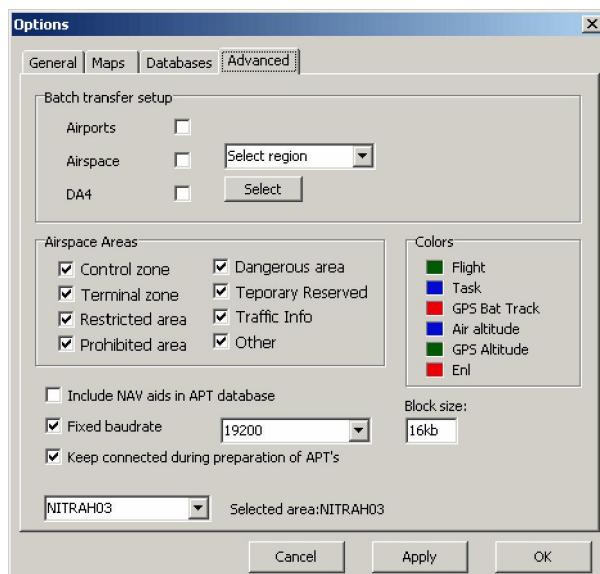 Options
General Maps Databases Advanced
Batch transfer setup
Airports
Airspace Select region
DA4 Select
Airspace Areas
Control zone Dangerous area
Terminal zone Teporary Reserved
Restricted area Traffic Info
Prohibited area Other
Colors
Flight
Task
GPS Bat Track
Air altitude
GPS Altitude
Enl
Include NAV aids in APT database
Block size:
Fixed baudrate 19200 16kb
Keep connected during preparation of APT's
NITRAH03 Selected area:NITRAH03
Cancel Apply OK